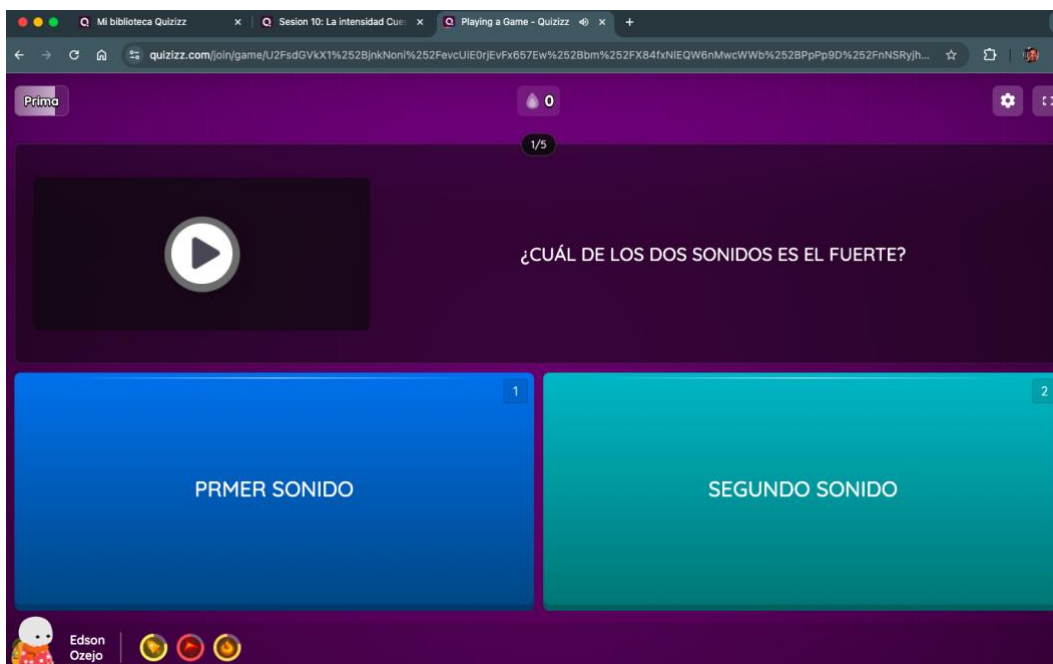 Mi biblioteca Quizizz
Sesion 10: La intensidad Cue
Playing a Game - Quizizz
quizizz.com/join/game/U2FsdGVkX1%252BjnkNoni%252FevcUiE0rjEvFx657Ew%252Bbm%252FX84fxNIEQW6nMwcWWb%252BPpPp9D%252FnNSRyjh...
Prima
0
1/5
¿CUÁL DE LOS DOS SONIDOS ES EL FUERTE?
1
2
PRMER SONIDO
SEGUNDO SONIDO
Edson
Ozejo